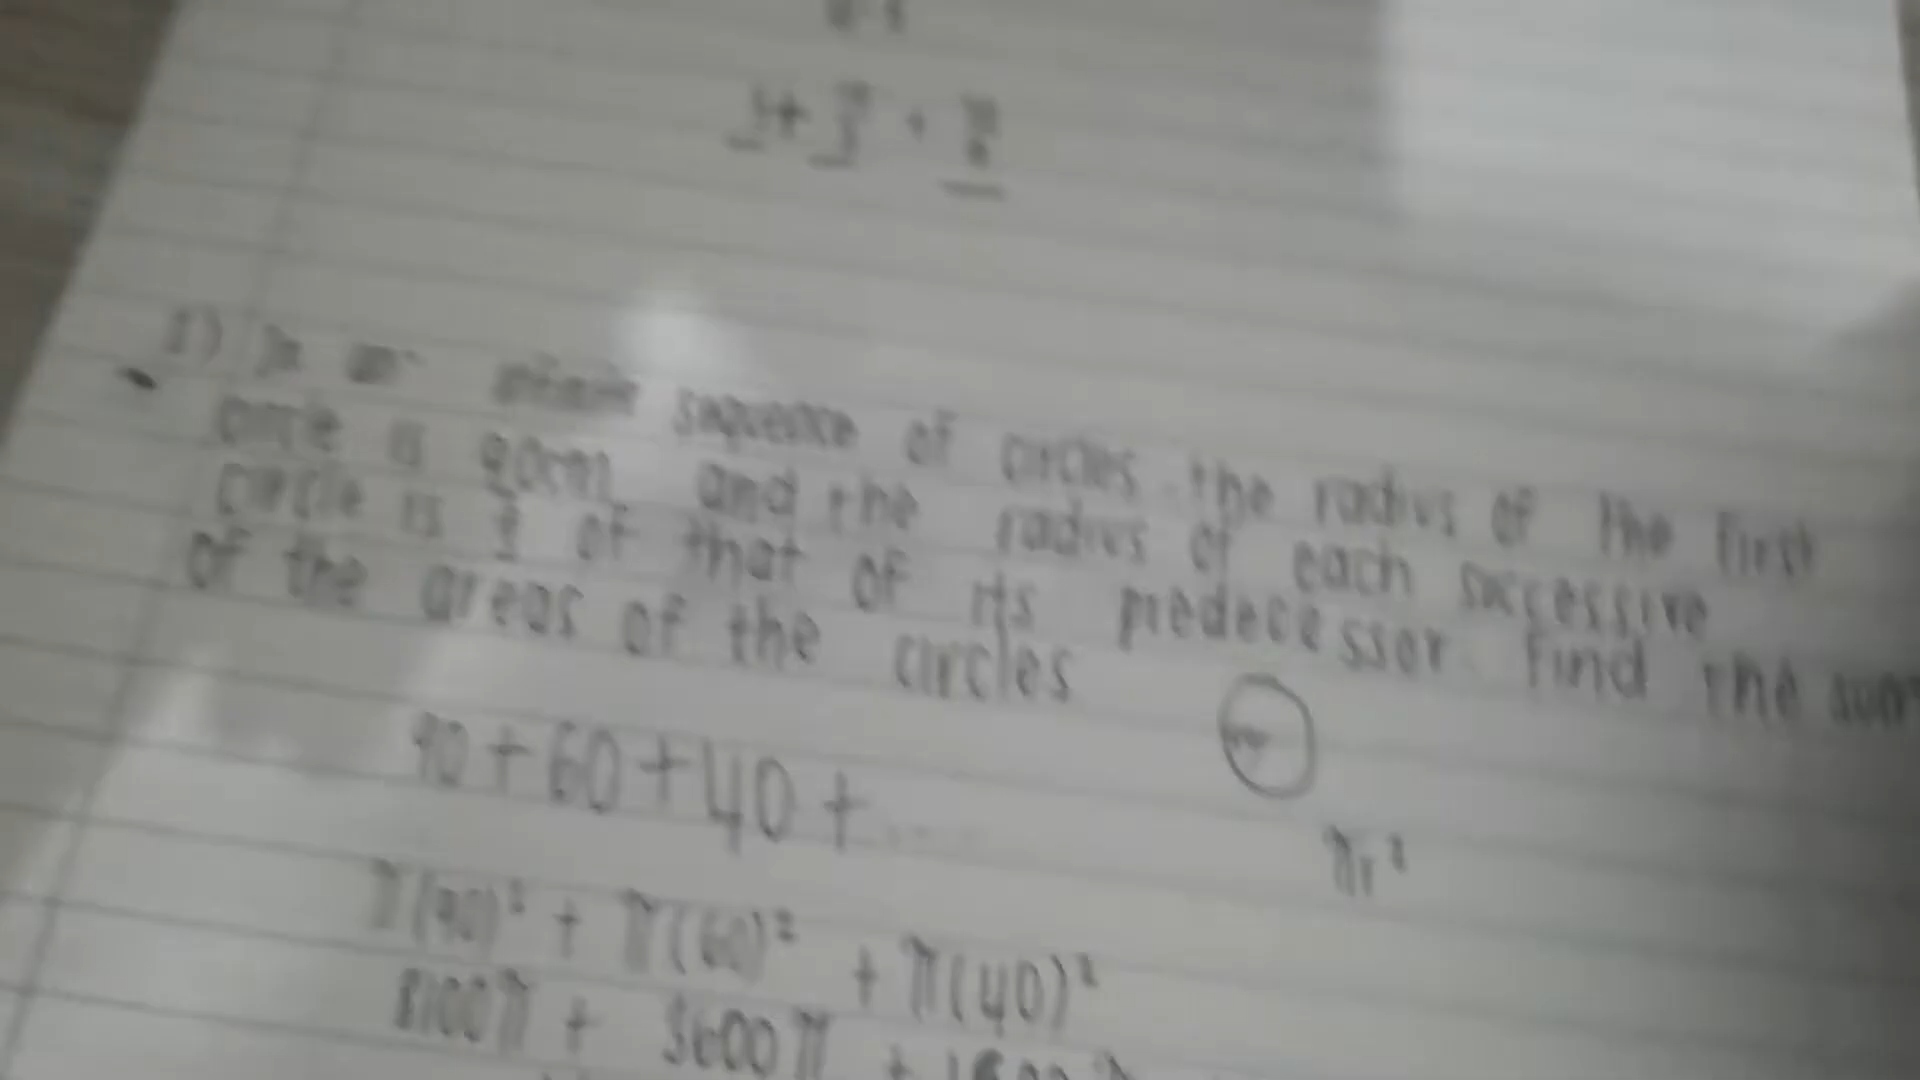 1) In an infinite sequence of circles the radius of the first
circle is 90cm and the radius of each successive
circle is of that of its predecessor. Find the sum
of the areas of the circles
90 + 60 + 40 + ....
πr²
π(90)² + π(60)² + π(40)²
8100π + 3600π +